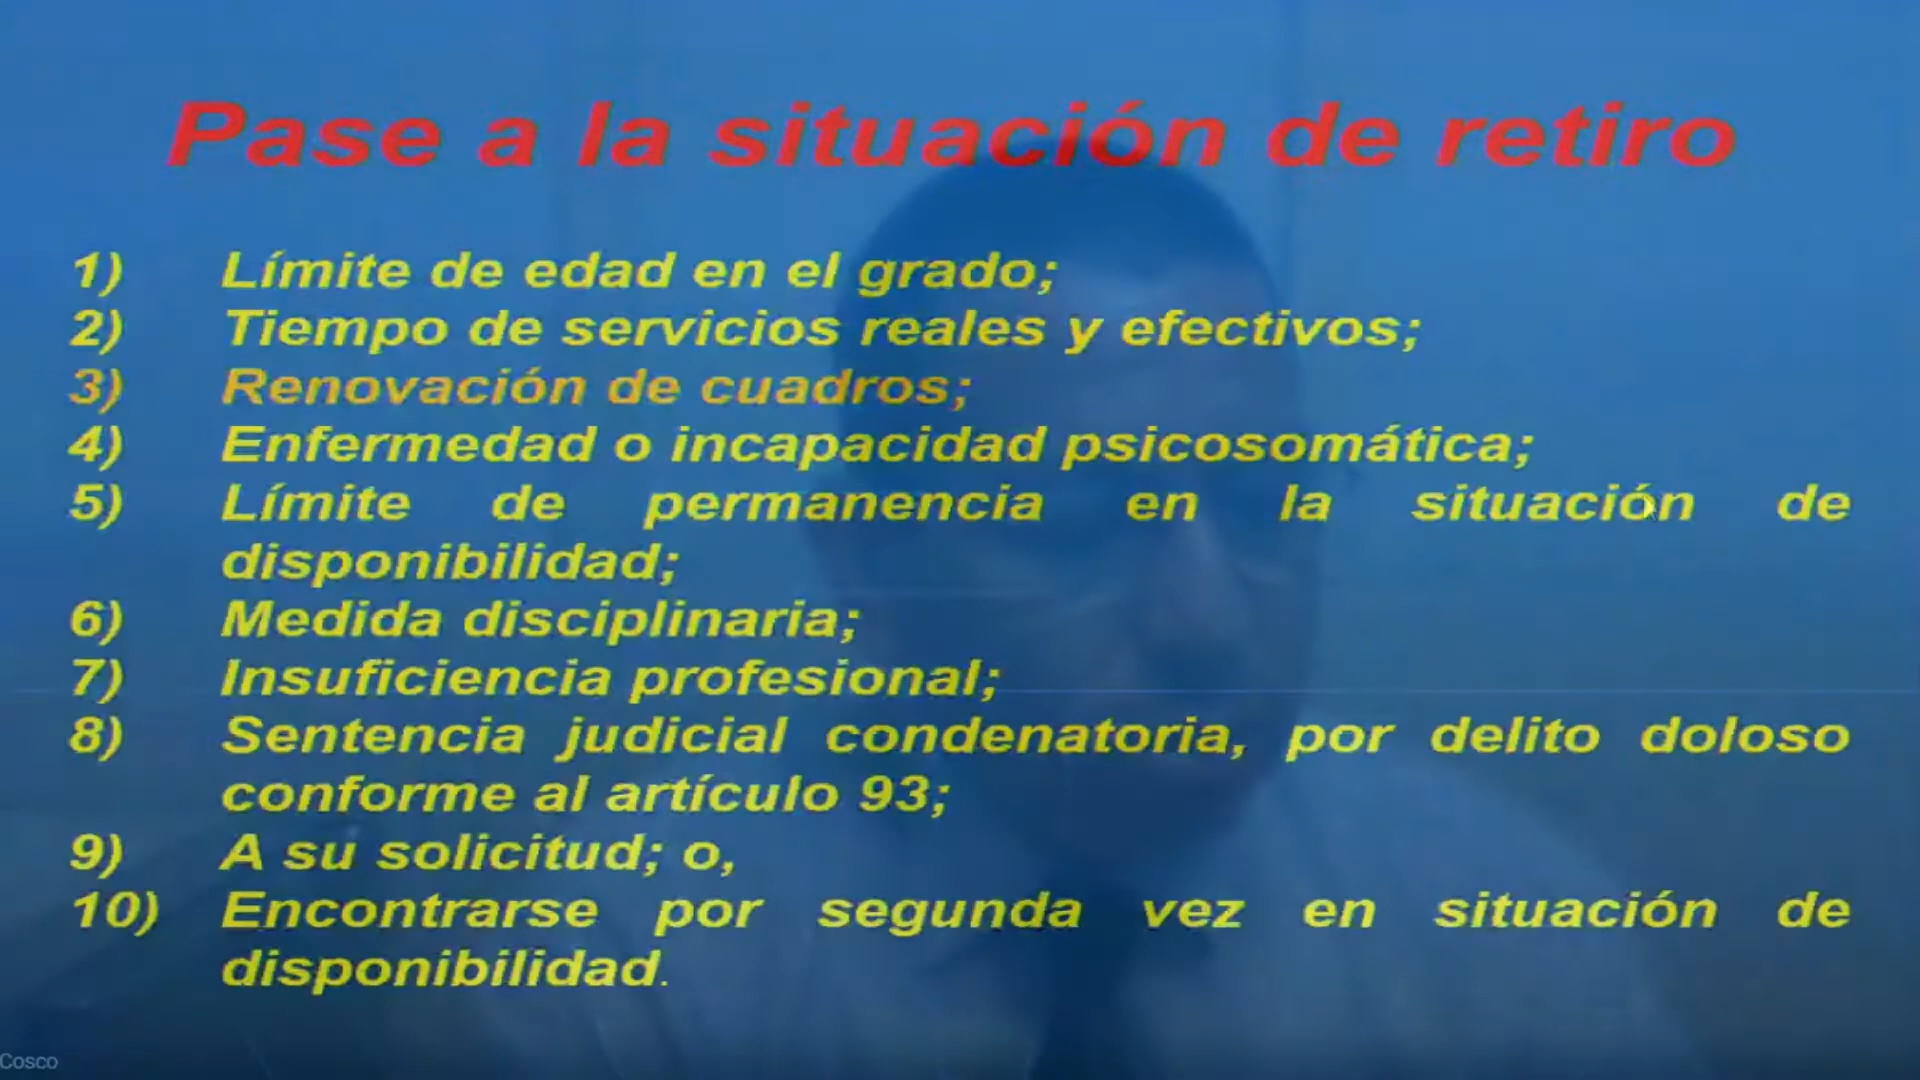 Pase a la situación de retiro
1) Límite de edad en el grado;
2) Tiempo de servicios reales y efectivos;
3) Renovación de cuadros;
4) Enfermedad o incapacidad psicosomática;
5) Límite de permanencia en la situación de
disponibilidad;
6) Medida disciplinaria;
7) Insuficiencia profesional;
8) Sentencia judicial condenatoria, por delito doloso
conforme al artículo 93;
9) A su solicitud; o,
10) Encontrarse por segunda vez en situación de
disponibilidad.
Cosco